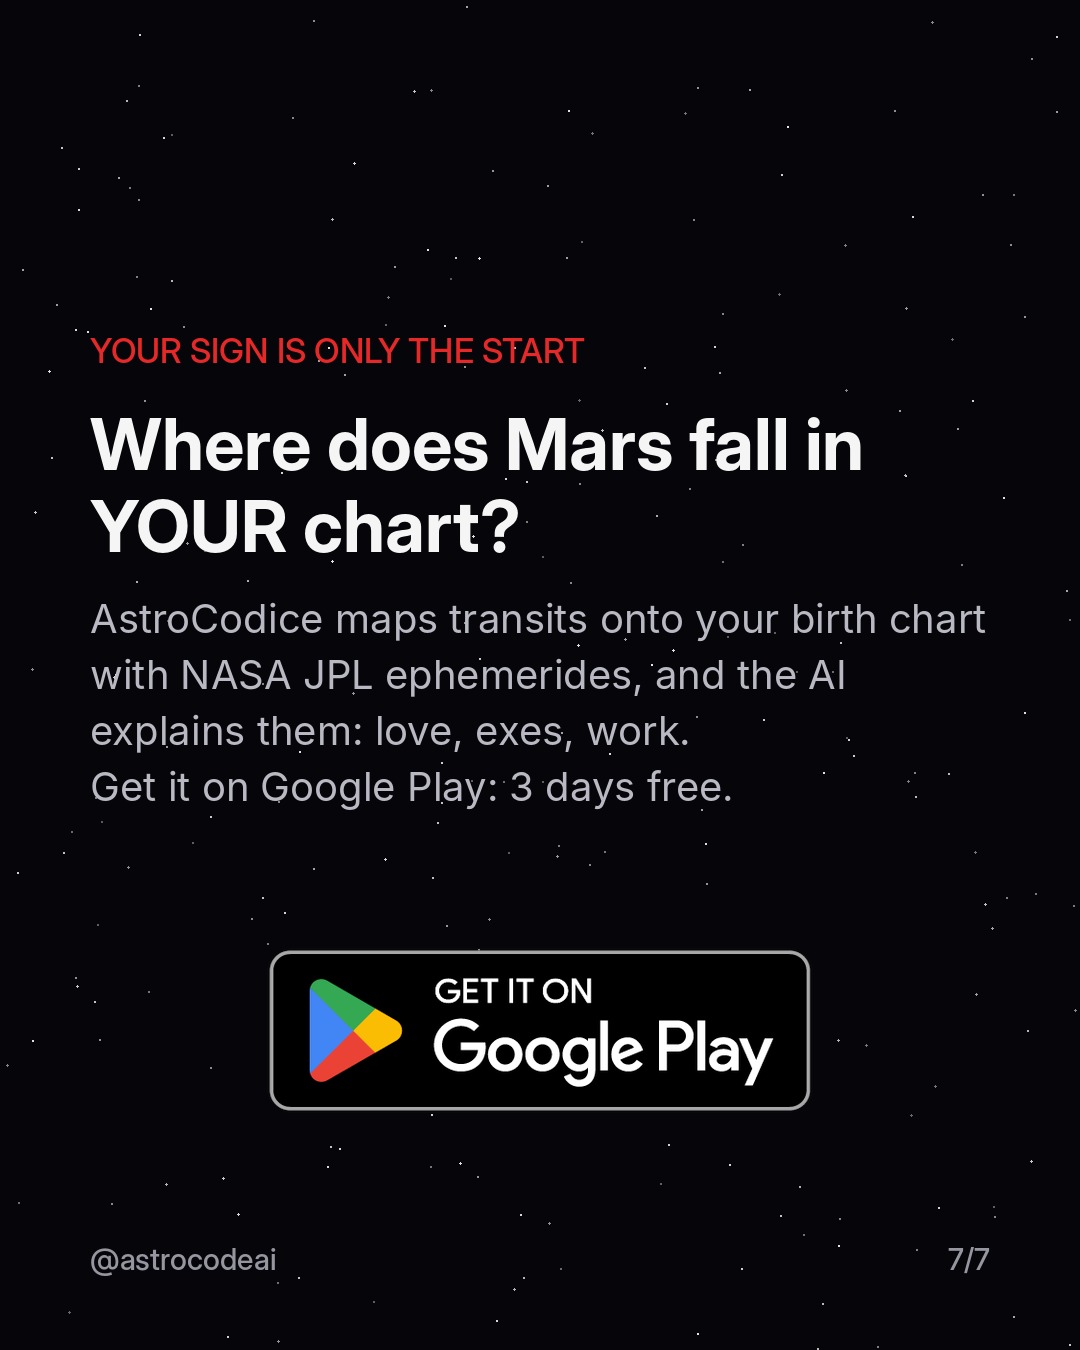 YOUR SIGN IS ONLY THE START
Where does Mars fall in
YOUR chart?
AstroCodice maps transits onto your birth chart
with NASA JPL ephemerides, and the AI
explains them: love, exes, work.
Get it on Google Play: 3 days free.
GET IT ON
Google Play
@astrocodeai
7/7